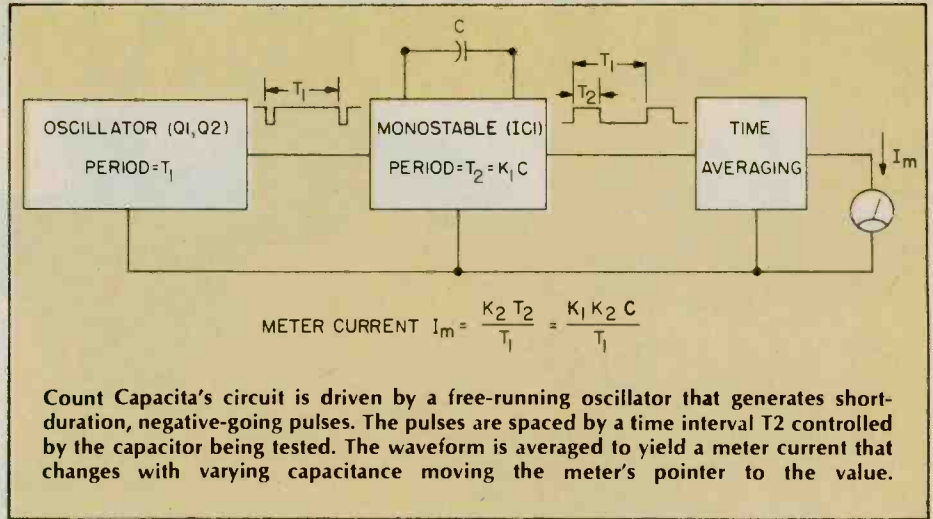 C
T₁
T₁
T₂
OSCILLATOR (Q1,Q2)
PERIOD=T₁
MONOSTABLE (IC1)
PERIOD=T₂=K₁C
TIME
AVERAGING
Iₘ
METER CURRENT Iₘ = K₂ T₂ / T₁ = K₁ K₂ C / T₁
Count Capacita's circuit is driven by a free-running oscillator that generates short-
duration, negative-going pulses. The pulses are spaced by a time interval T2 controlled
by the capacitor being tested. The waveform is averaged to yield a meter current that
changes with varying capacitance moving the meter's pointer to the value.